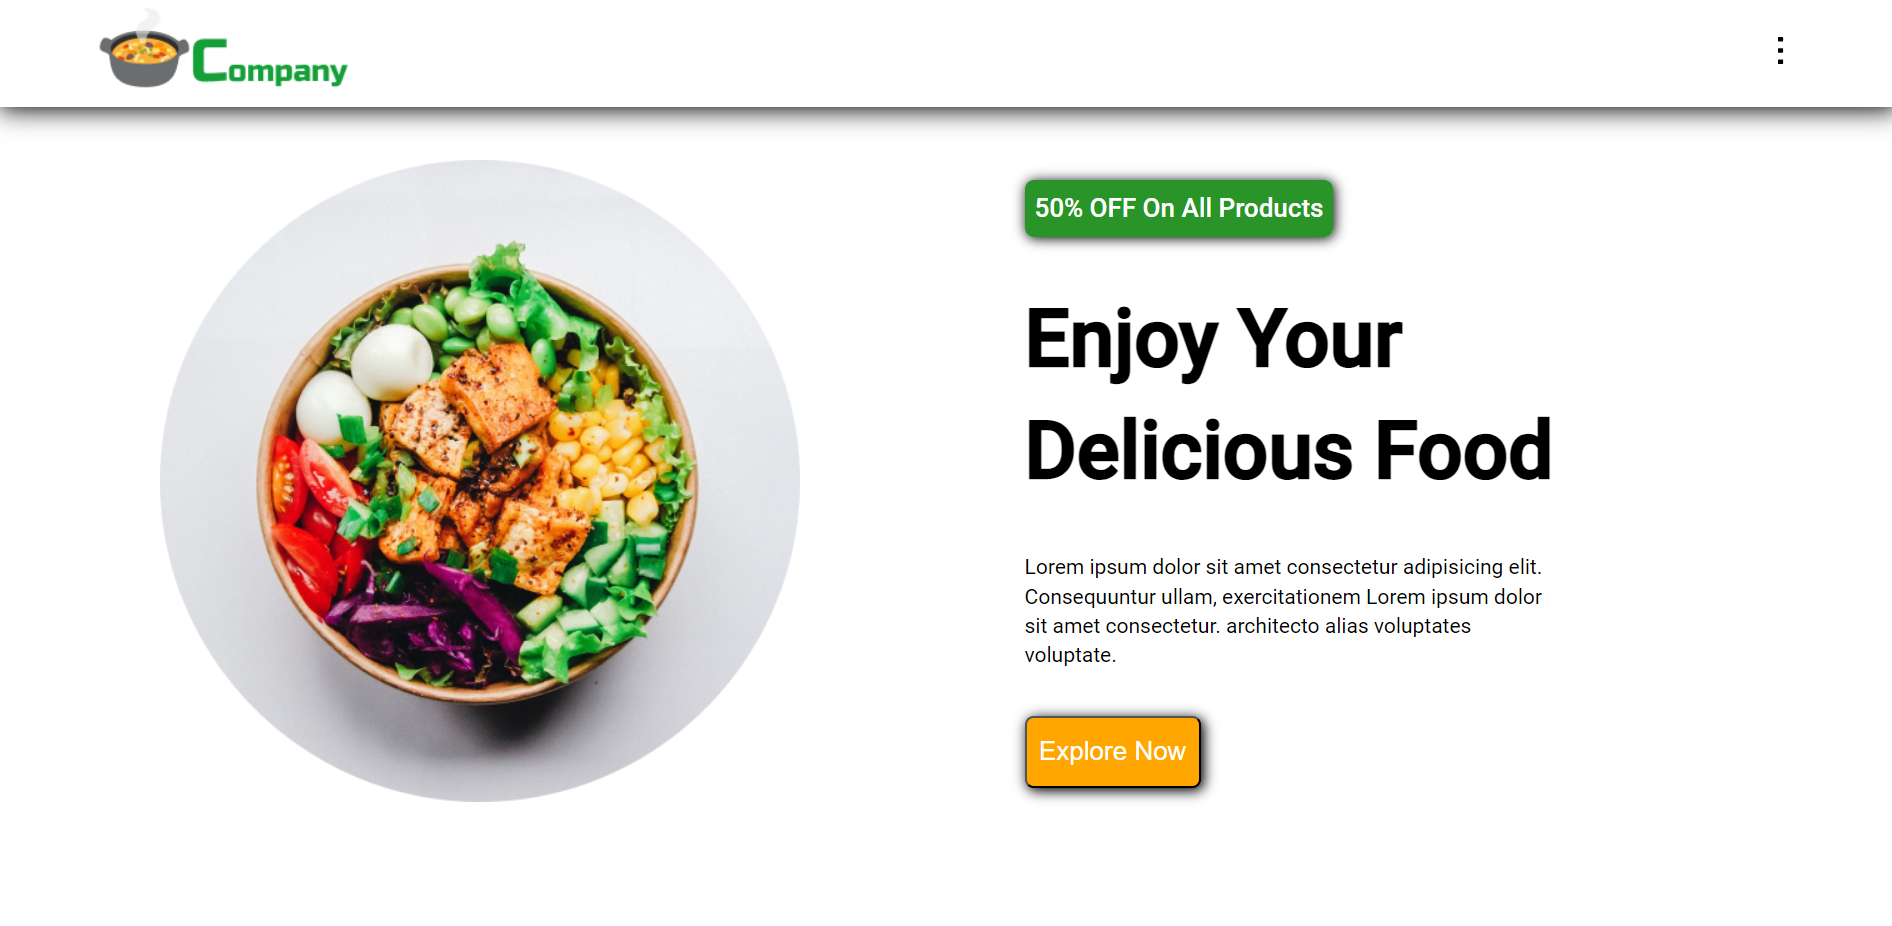 Company
50% OFF On All Products
Enjoy Your
Delicious Food
Lorem ipsum dolor sit amet consectetur adipisicing elit.
Consequuntur ullam, exercitationem Lorem ipsum dolor
sit amet consectetur. architecto alias voluptates
voluptate.
Explore Now